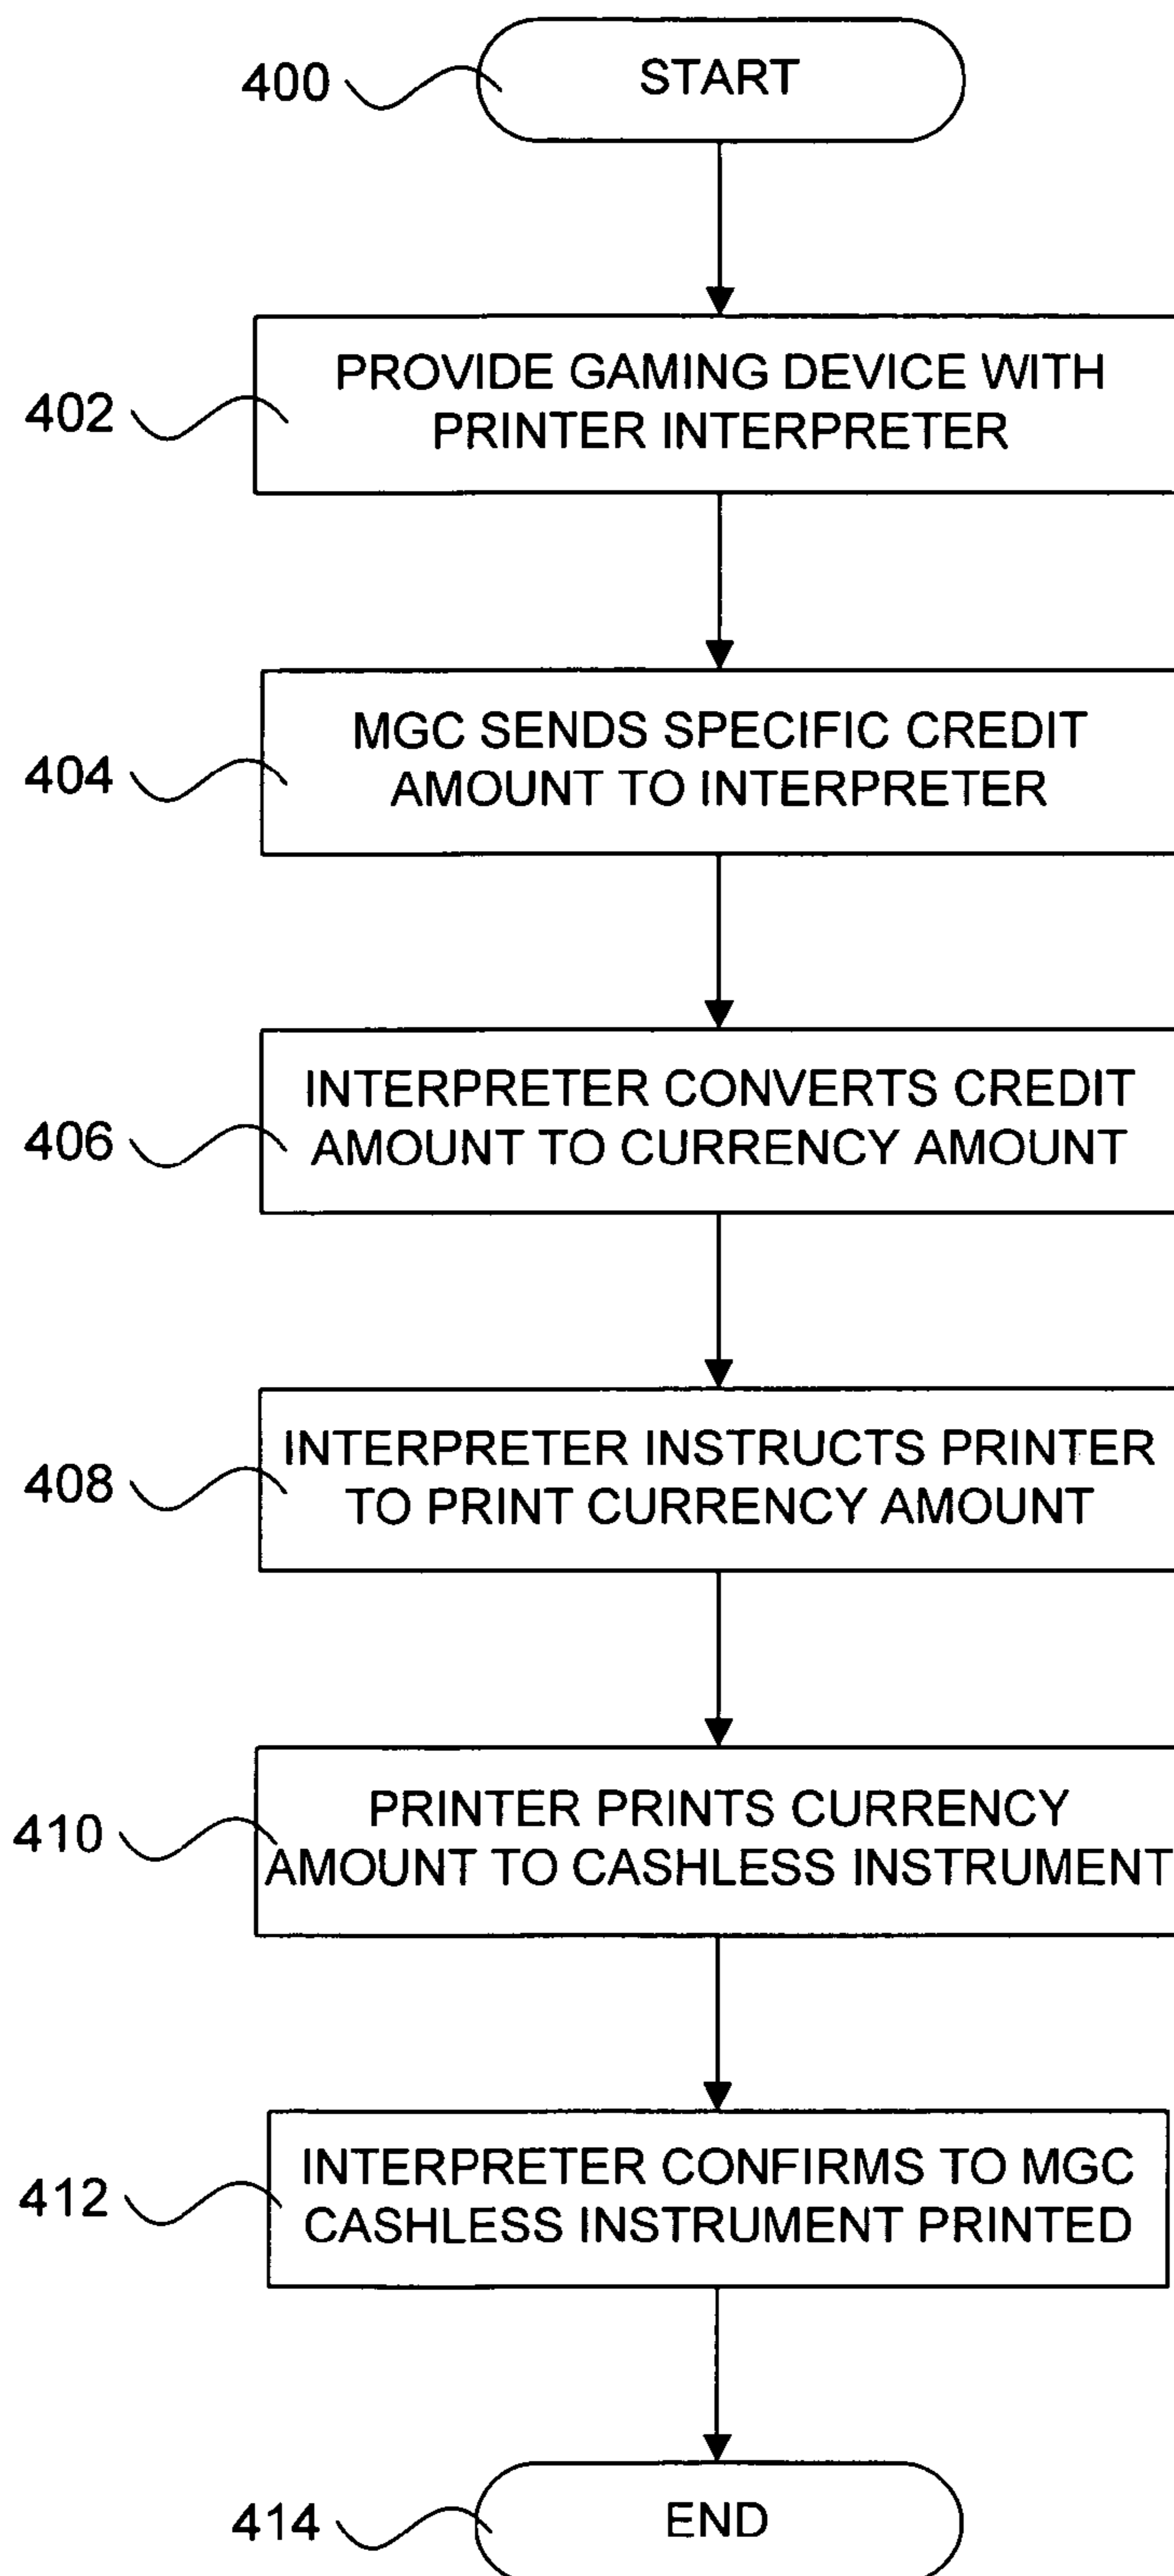 400
START
402
PROVIDE GAMING DEVICE WITH
PRINTER INTERPRETER
404
MGC SENDS SPECIFIC CREDIT
AMOUNT TO INTERPRETER
406
INTERPRETER CONVERTS CREDIT
AMOUNT TO CURRENCY AMOUNT
408
INTERPRETER INSTRUCTS PRINTER
TO PRINT CURRENCY AMOUNT
410
PRINTER PRINTS CURRENCY
AMOUNT TO CASHLESS INSTRUMENT
412
INTERPRETER CONFIRMS TO MGC
CASHLESS INSTRUMENT PRINTED
414
END